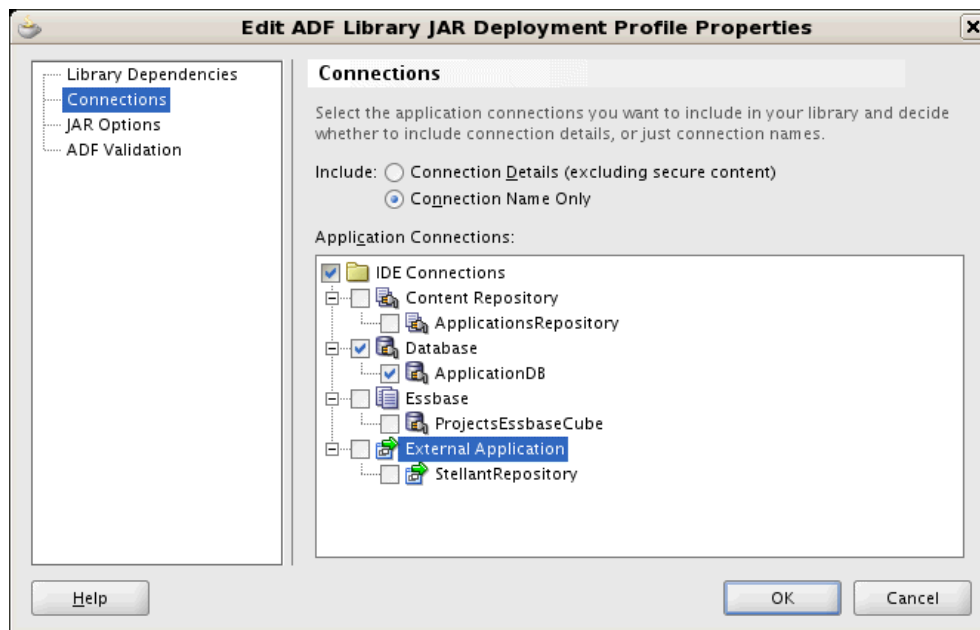 Edit ADF Library JAR Deployment Profile Properties
Library Dependencies
Connections
JAR Options
ADF Validation
Connections
Select the application connections you want to include in your library and decide
whether to include connection details, or just connection names.
Include: Connection Details (excluding secure content)
Connection Name Only
Application Connections:
IDE Connections
Content Repository
ApplicationsRepository
Database
ApplicationDB
Essbase
ProjectsEssbaseCube
External Application
StellantRepository
Help
OK
Cancel